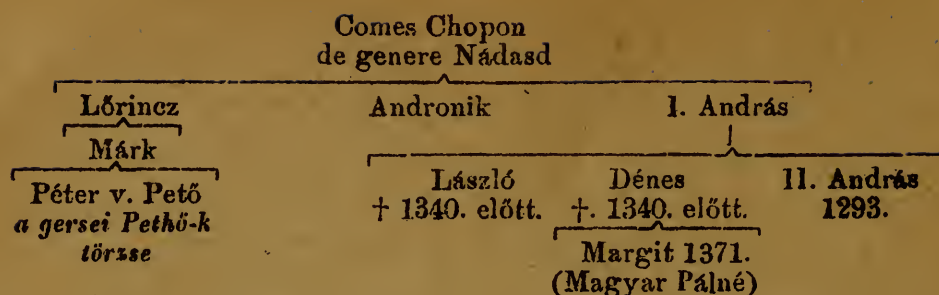 Comes Chopon
de genere Nádasd
Lőrincz Andronik I. András
Márk
Péter v. Pető László Dénes II. András
a gersei Pethő-k † 1340. előtt. †. 1340. előtt. 1293.
törzse
Margit 1371.
(Magyar Pálné)